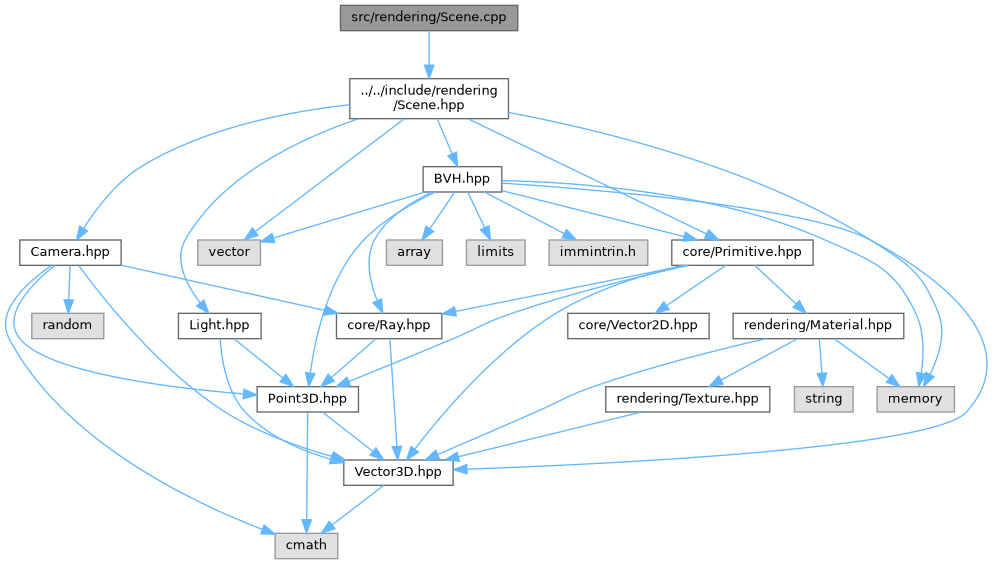 src/rendering/Scene.cpp
../../include/rendering
/Scene.hpp
BVH.hpp
Camera.hpp
vector
array
limits
immintrin.h
core/Primitive.hpp
random
Light.hpp
core/Ray.hpp
core/Vector2D.hpp
rendering/Material.hpp
Point3D.hpp
rendering/Texture.hpp
string
memory
Vector3D.hpp
cmath